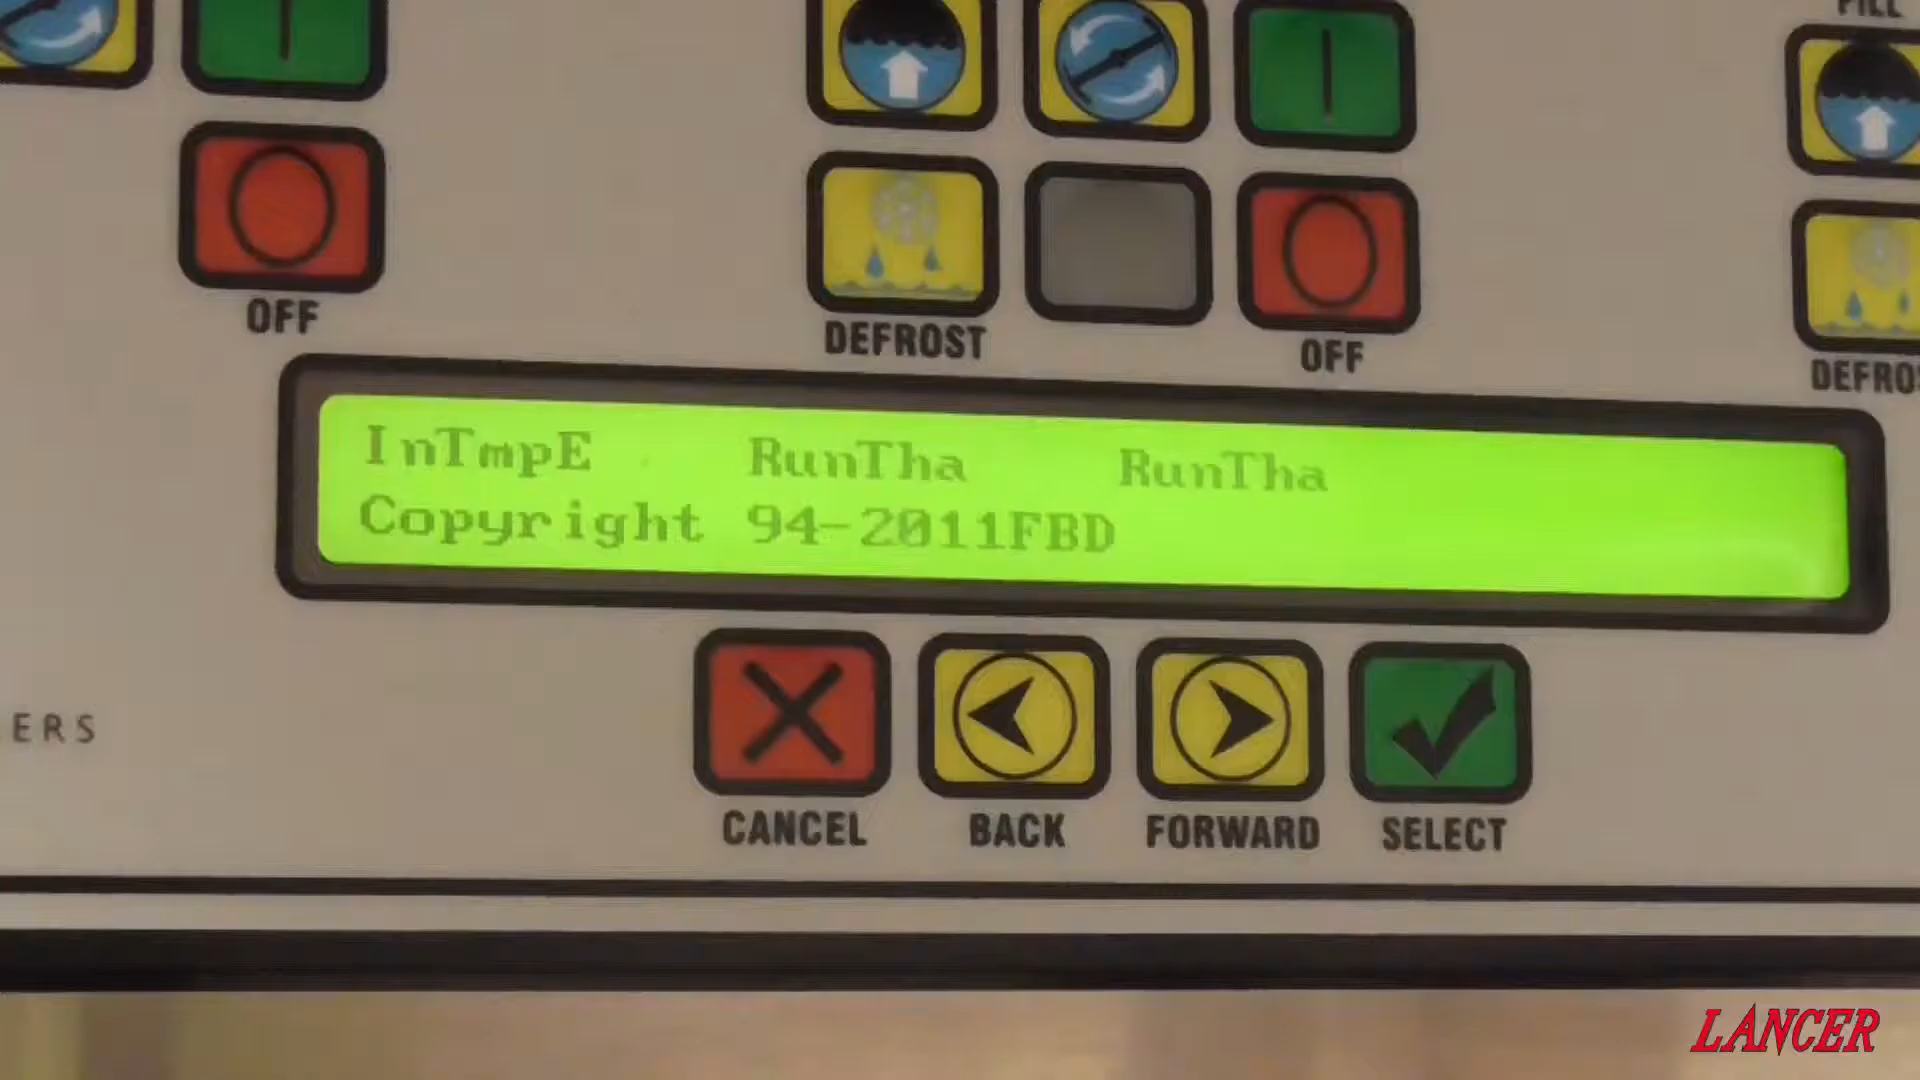 FILL
OFF
DEFROST
OFF
DEFROS
InTmpE RunTha RunTha
Copyright 94-2011FBD
ERS
CANCEL BACK FORWARD SELECT
LANCER